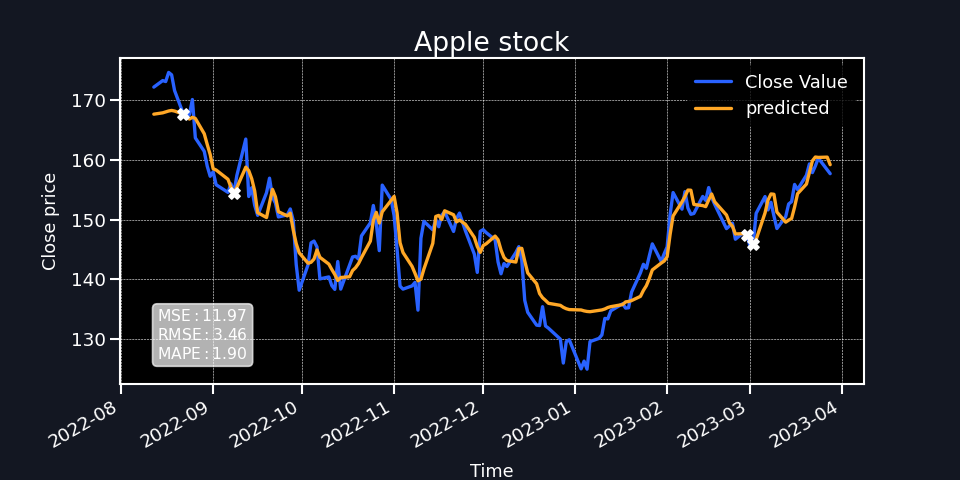 Apple stock
Close Value
predicted
170
160
150
140
130
Close price
MSE : 11.97
RMSE : 3.46
MAPE : 1.90
2022-08
2022-09
2022-10
2022-11
2022-12
2023-01
2023-02
2023-03
2023-04
Time